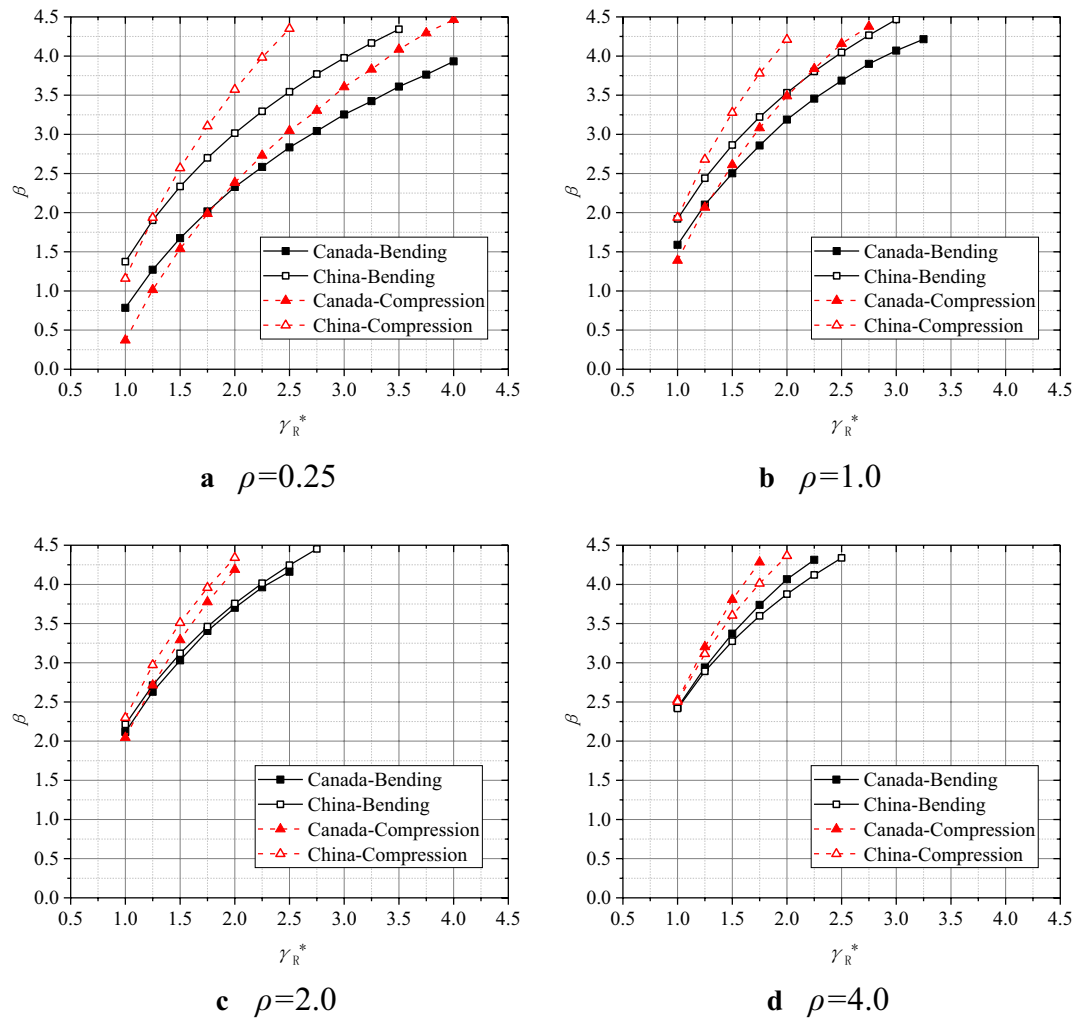 4.5
4.0
3.5
3.0
2.5
2.0
1.5
1.0
0.5
0.0
β
0.5 1.0 1.5 2.0 2.5 3.0 3.5 4.0 4.5
γR*
Canada-Bending
China-Bending
Canada-Compression
China-Compression
a ρ=0.25
4.5
4.0
3.5
3.0
2.5
2.0
1.5
1.0
0.5
0.0
β
0.5 1.0 1.5 2.0 2.5 3.0 3.5 4.0 4.5
γR*
Canada-Bending
China-Bending
Canada-Compression
China-Compression
b ρ=1.0
4.5
4.0
3.5
3.0
2.5
2.0
1.5
1.0
0.5
0.0
β
0.5 1.0 1.5 2.0 2.5 3.0 3.5 4.0 4.5
γR*
Canada-Bending
China-Bending
Canada-Compression
China-Compression
c ρ=2.0
4.5
4.0
3.5
3.0
2.5
2.0
1.5
1.0
0.5
0.0
β
0.5 1.0 1.5 2.0 2.5 3.0 3.5 4.0 4.5
γR*
Canada-Bending
China-Bending
Canada-Compression
China-Compression
d ρ=4.0